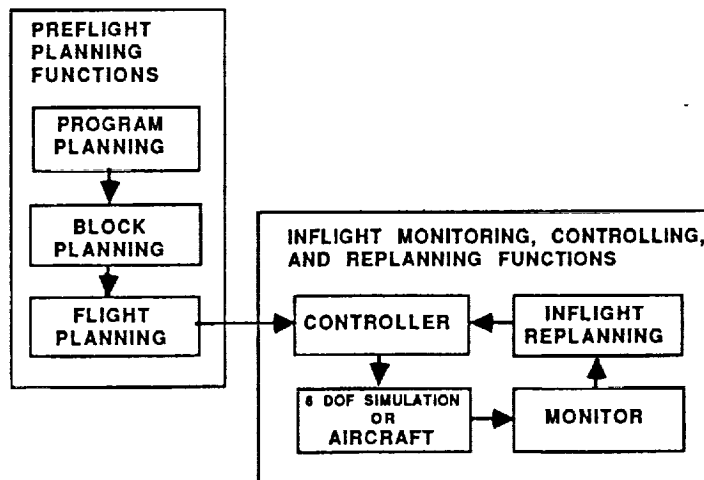 PREFLIGHT
PLANNING
FUNCTIONS
PROGRAM
PLANNING
BLOCK
PLANNING
FLIGHT
PLANNING
INFLIGHT MONITORING, CONTROLLING,
AND REPLANNING FUNCTIONS
CONTROLLER
INFLIGHT
REPLANNING
6 DOF SIMULATION
OR
AIRCRAFT
MONITOR